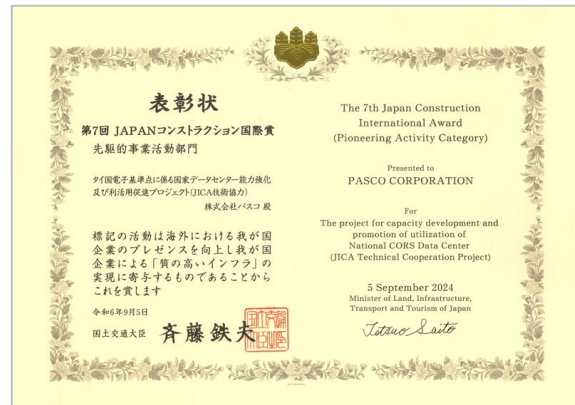 表彰状
第7回 JAPANコンストラクション国際賞
先駆的事業活動部門
タイ国電子基準点に係る国家データセンター能力強化
及び利活用促進プロジェクト(JICA技術協力)
株式会社パスコ 殿
標記の活動は海外における我が国
企業のプレゼンスを向上し我が国
企業による「質の高いインフラ」の
実現に寄与するものであることから
これを賞します
令和6年9月5日
国土交通大臣 斉藤鉄夫
The 7th Japan Construction
International Award
(Pioneering Activity Category)
Presented to
PASCO CORPORATION
For
The project for capacity development and
promotion of utilization of
National CORS Data Center
(JICA Technical Cooperation Project)
5 September 2024
Minister of Land, Infrastructure,
Transport and Tourism of Japan
Tetsuo Saito